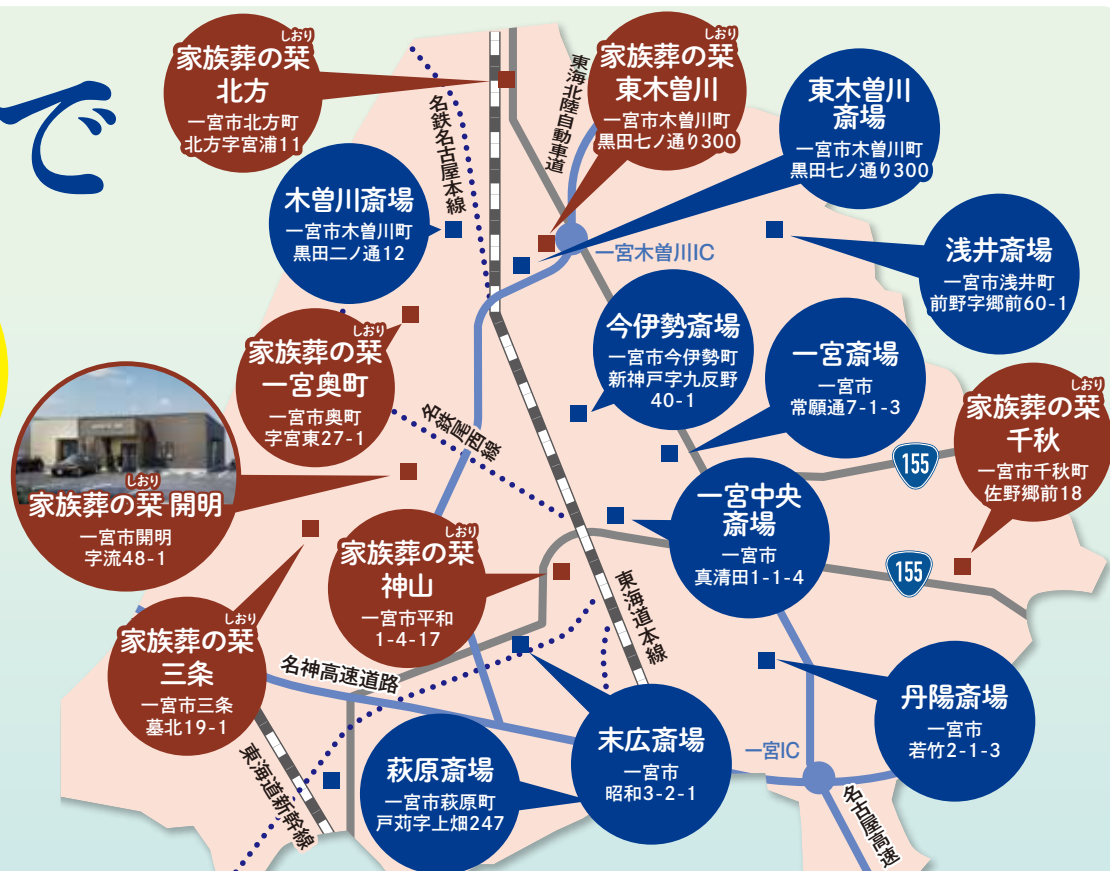 で
しおり
家族葬の栞
北方
一宮市北方町
北方字宮浦11
しおり
家族葬の栞
東木曽川
一宮市木曽川町
黒田七ノ通り300
東木曽川
斎場
一宮市木曽川町
黒田七ノ通り300
東海北陸自動車道
名鉄名古屋本線
木曽川斎場
一宮市木曽川町
黒田二ノ通12
一宮木曽川IC
浅井斎場
一宮市浅井町
前野字郷前60-1
しおり
家族葬の栞
一宮奥町
一宮市奥町
字宮東27-1
今伊勢斎場
一宮市今伊勢町
新神戸字九反野
40-1
一宮斎場
一宮市
常願通7-1-3
しおり
家族葬の栞
千秋
一宮市千秋町
佐野郷前18
名鉄尾西線
155
しおり
家族葬の栞 開明
一宮市開明
字流48-1
一宮中央
斎場
一宮市
真清田1-1-4
しおり
家族葬の栞
神山
一宮市平和
1-4-17
155
東海道本線
しおり
家族葬の栞
三条
一宮市三条
墓北19-1
名神高速道路
丹陽斎場
一宮市
若竹2-1-3
末広斎場
一宮市
昭和3-2-1
一宮IC
萩原斎場
一宮市萩原町
戸苅字上畑247
東海道新幹線
名古屋高速